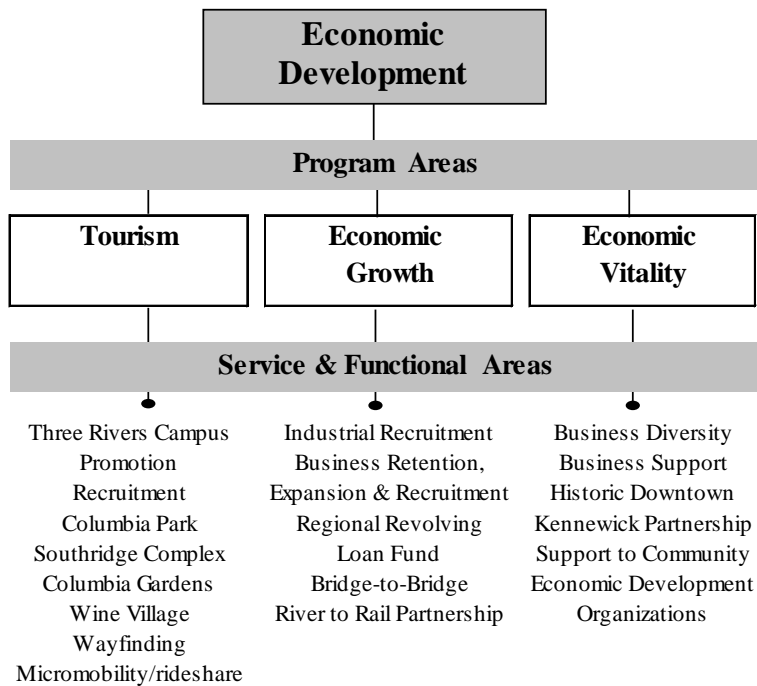 Economic
Development
Program Areas
Tourism
Economic
Growth
Economic
Vitality
Service & Functional Areas
Three Rivers Campus
Promotion
Recruitment
Columbia Park
Southridge Complex
Columbia Gardens
Wine Village
Wayfinding
Micromobility/rideshare
Industrial Recruitment
Business Retention,
Expansion & Recruitment
Regional Revolving
Loan Fund
Bridge-to-Bridge
River to Rail Partnership
Business Diversity
Business Support
Historic Downtown
Kennewick Partnership
Support to Community
Economic Development
Organizations